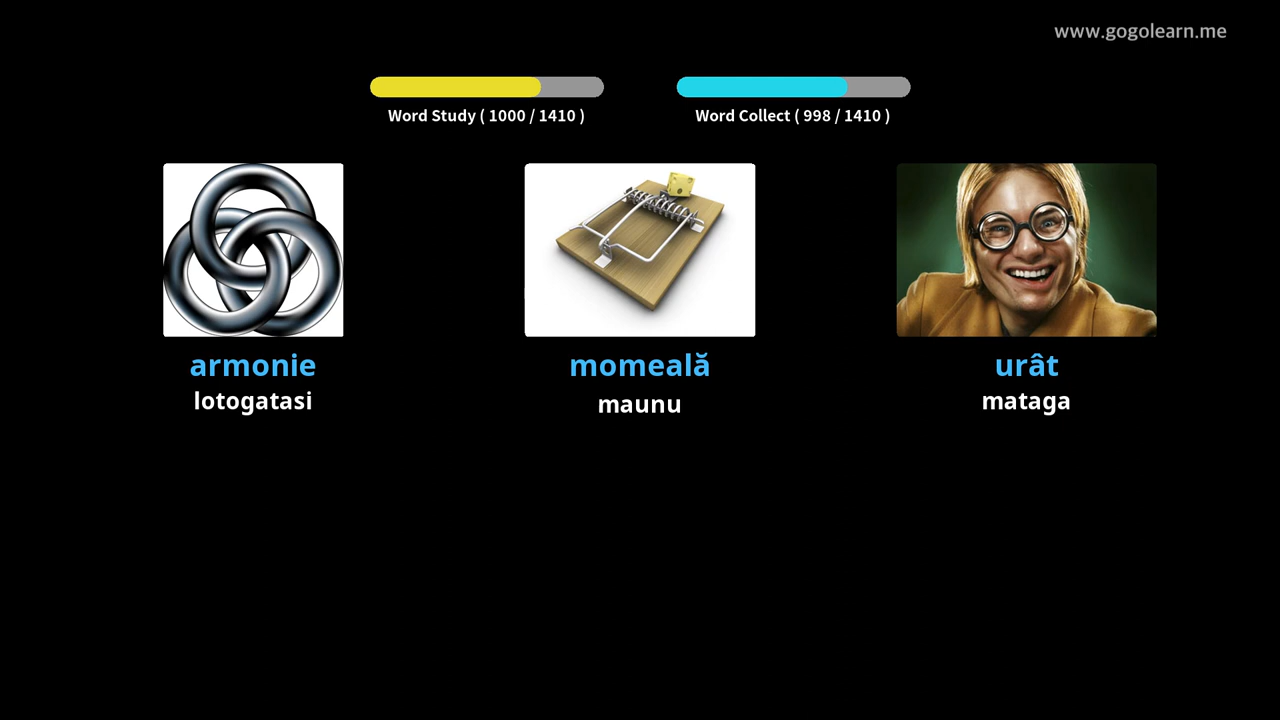 www.gogolearn.me
Word Study ( 1000 / 1410 )
Word Collect ( 998 / 1410 )
armonie
lotogatasi
momeală
maunu
urât
mataga